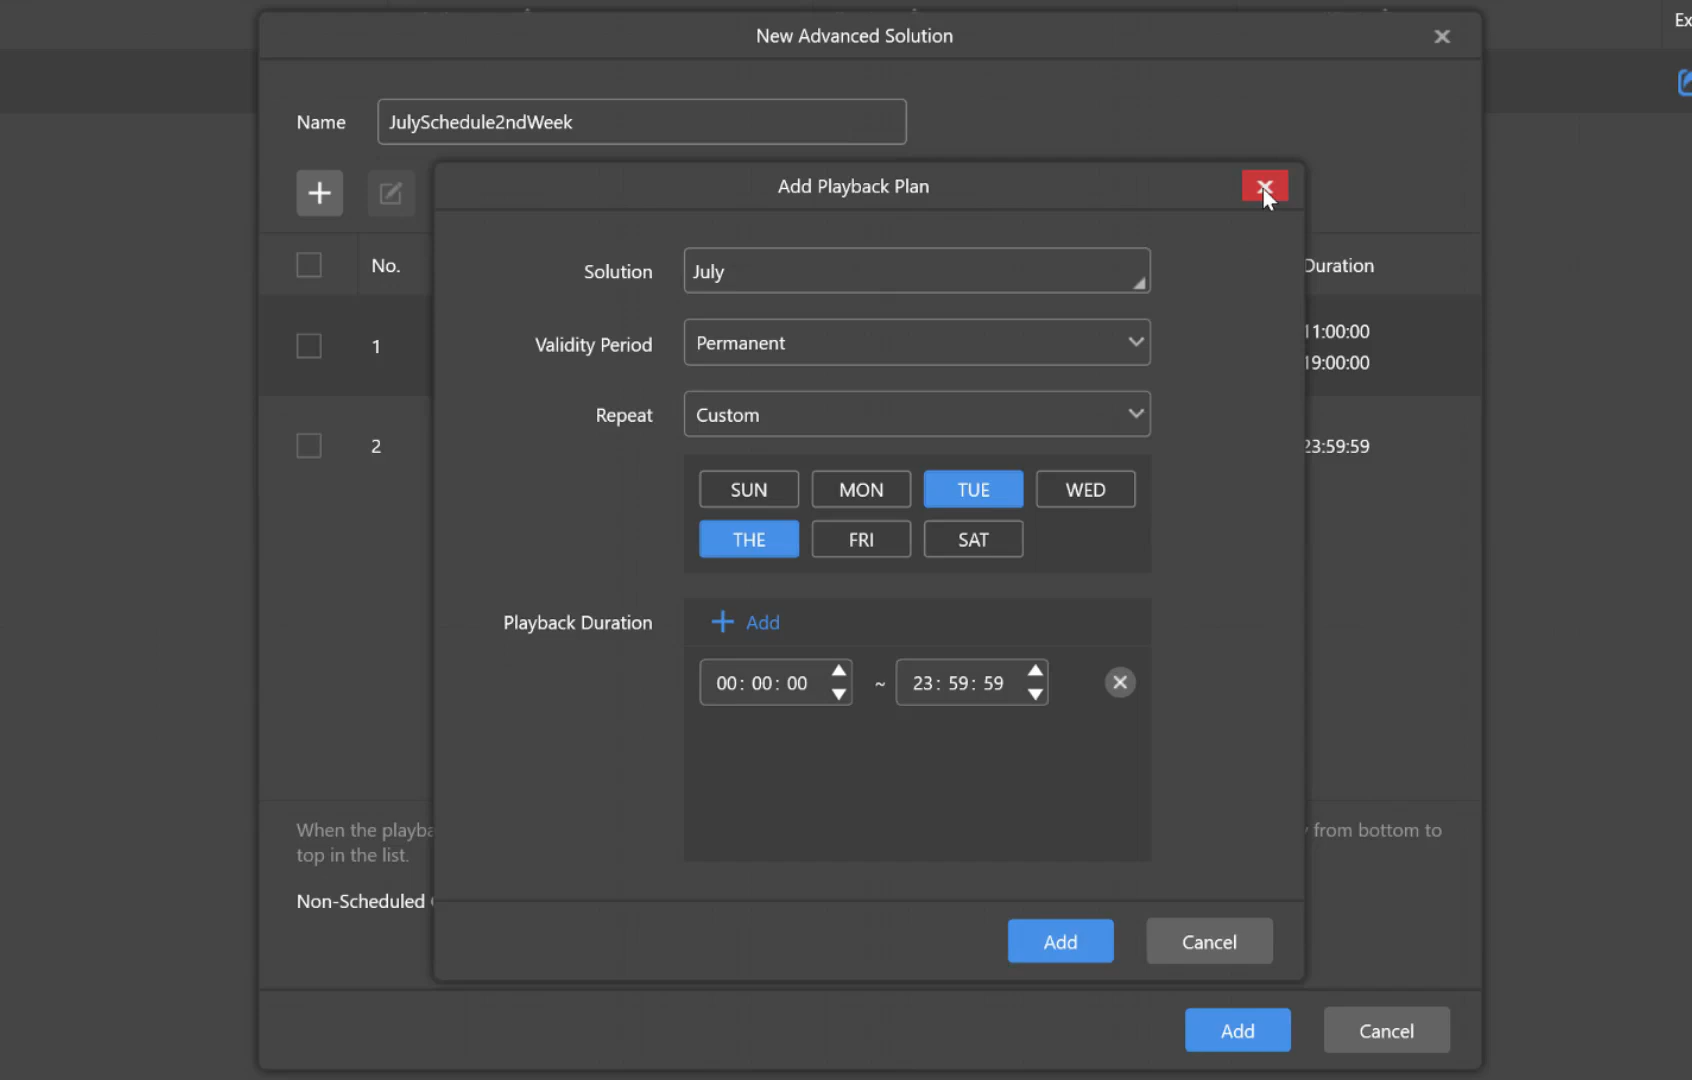 New Advanced Solution
Ex
Name
JulySchedule2ndWeek
Add Playback Plan
No.
Duration
Solution
July
Validity Period
Permanent
1
11:00:00
19:00:00
Repeat
Custom
2
23:59:59
SUN MON TUE WED
THE FRI SAT
Playback Duration
Add
00: 00: 00 ~ 23: 59: 59
When the playba
from bottom to
top in the list.
Non-Scheduled
Add Cancel
Add Cancel